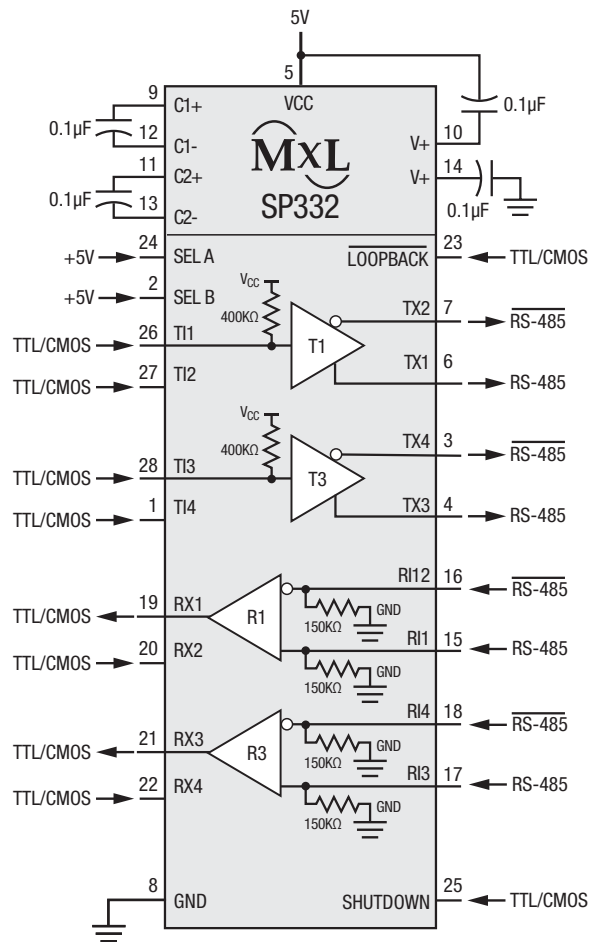 5V
5
VCC
9
C1+
0.1µF
12
C1-
11
C2+
0.1µF
13
C2-
0.1µF
10
V+
14
V+
0.1µF
MXL
SP332
24
+5V
SEL A
23
LOOPBACK
TTL/CMOS
2
+5V
SEL B
VCC
400KΩ
TX2
7
RS-485
26
TTL/CMOS
TI1
T1
TX1
6
RS-485
27
TTL/CMOS
TI2
VCC
400KΩ
TX4
3
RS-485
28
TTL/CMOS
TI3
T3
TX3
4
RS-485
1
TTL/CMOS
TI4
RI12
16
RS-485
GND
150KΩ
19
TTL/CMOS
RX1
R1
RI1
15
RS-485
GND
150KΩ
20
TTL/CMOS
RX2
RI4
18
RS-485
GND
150KΩ
21
TTL/CMOS
RX3
R3
RI3
17
RS-485
GND
150KΩ
22
TTL/CMOS
RX4
8
GND
SHUTDOWN
25
TTL/CMOS